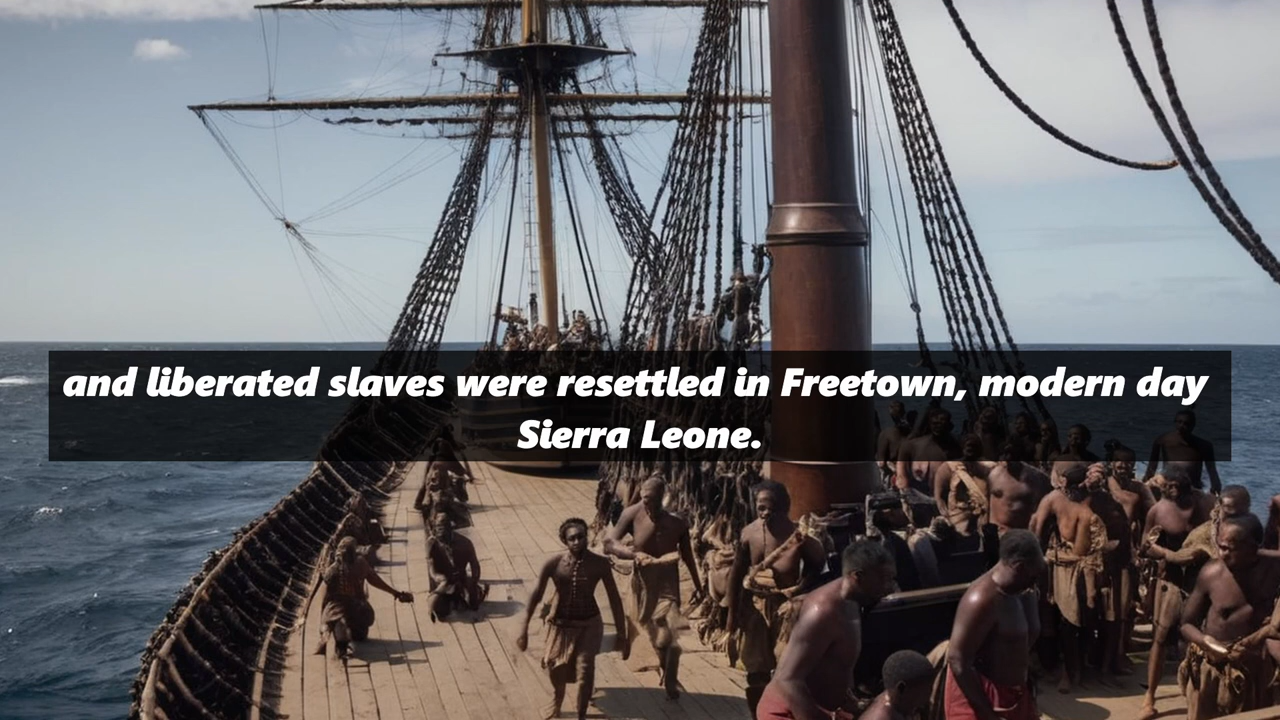 and liberated slaves were resettled in Freetown, modern day
Sierra Leone.